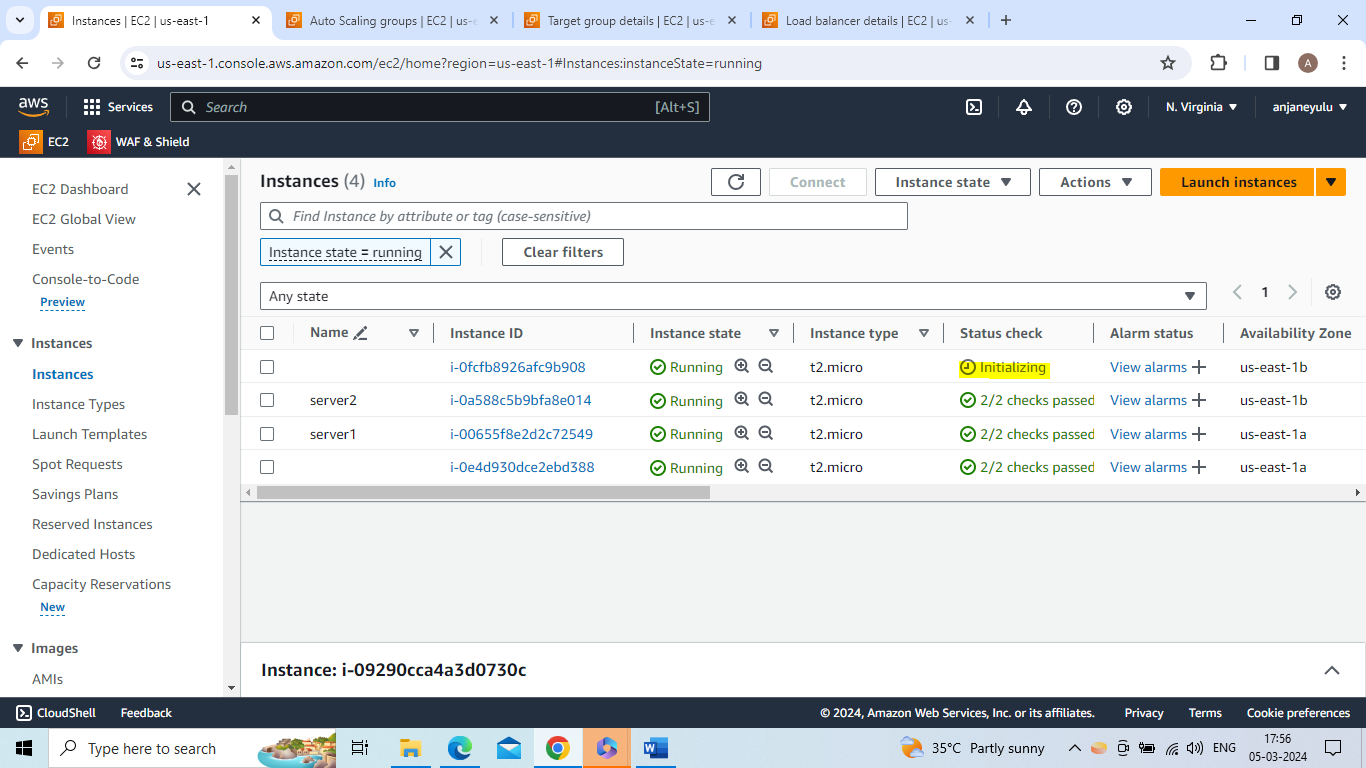 Instances | EC2 | us-east-1
Auto Scaling groups | EC2 | us-e
Target group details | EC2 | us-e
Load balancer details | EC2 | us-
us-east-1.console.aws.amazon.com/ec2/home?region=us-east-1#Instances:instanceState=running
A
aws
Services
Search
[Alt+S]
N. Virginia
anjaneyulu
EC2
WAF & Shield
EC2 Dashboard
EC2 Global View
Events
Console-to-Code
Preview
Instances
Instances
Instance Types
Launch Templates
Spot Requests
Savings Plans
Reserved Instances
Dedicated Hosts
Capacity Reservations
New
Images
AMIs
Instances (4) Info
Connect
Instance state
Actions
Launch instances
Find Instance by attribute or tag (case-sensitive)
Instance state = running
Clear filters
Any state
1
Name Instance ID Instance state Instance type Status check Alarm status Availability Zone
i-0fcfb8926afc9b908 Running t2.micro Initializing View alarms us-east-1b
server2 i-0a588c5b9bfa8e014 Running t2.micro 2/2 checks passed View alarms us-east-1b
server1 i-00655f8e2d2c72549 Running t2.micro 2/2 checks passed View alarms us-east-1a
i-0e4d930dce2ebd388 Running t2.micro 2/2 checks passed View alarms us-east-1a
Instance: i-09290cca4a3d0730c
CloudShell
Feedback
© 2024, Amazon Web Services, Inc. or its affiliates.
Privacy
Terms
Cookie preferences
Type here to search
35°C Partly sunny
ENG
17:56
05-03-2024